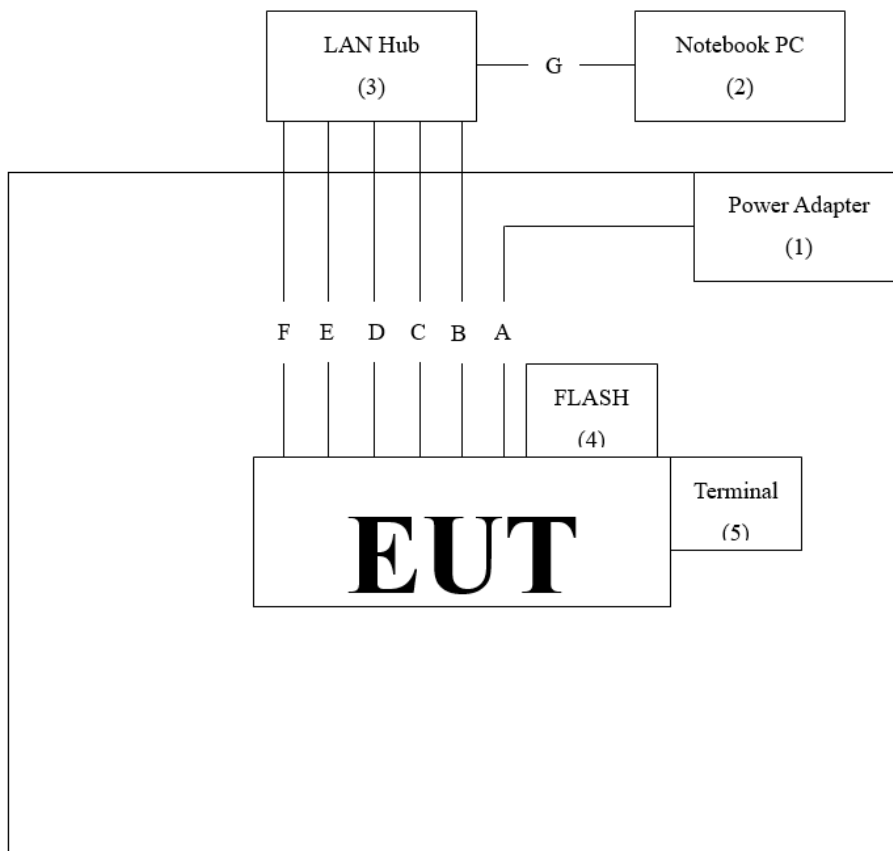 LAN Hub
(3)
G
Notebook PC
(2)
Power Adapter
(1)
F E D C B A
FLASH
(4)
Terminal
(5)
EUT